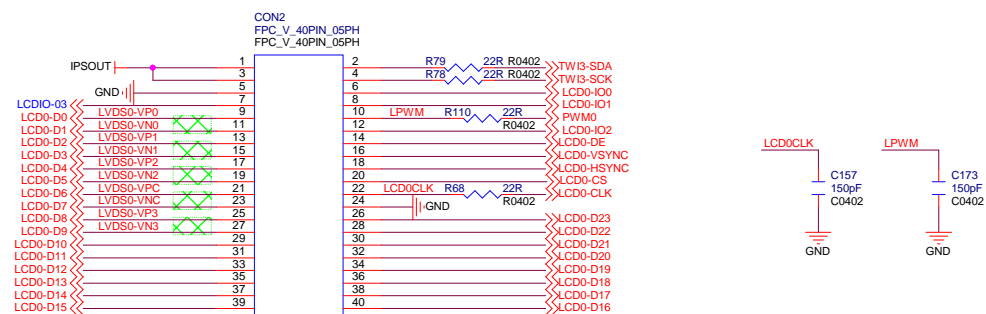 CON2
FPC_V_40PIN_05PH
FPC_V_40PIN_05PH
IPSOUT 1 2 R79 22R R0402 TWI3-SDA
3 4 R78 22R R0402 TWI3-SCK
GND 5 6 LCD0-IO0
LCDIO-03 7 8 LCD0-IO1
LCD0-D0 LVDS0-VP0 9 10 LPWM R110 22R PWM0
LCD0-D1 LVDS0-VN0 11 12 R0402 LCD0-IO2
LCD0-D2 LVDS0-VP1 13 14 LCD0-DE
LCD0-D3 LVDS0-VN1 15 16 LCD0-VSYNC
LCD0-D4 LVDS0-VP2 17 18 LCD0-HSYNC
LCD0-D5 LVDS0-VN2 19 20 LCD0-CS
LCD0-D6 LVDS0-VPC 21 22 LCD0CLK R68 22R LCD0-CLK
LCD0-D7 LVDS0-VNC 23 24 GND R0402
LCD0-D8 LVDS0-VP3 25 26 LCD0-D23
LCD0-D9 LVDS0-VN3 27 28 LCD0-D22
LCD0-D10 29 30 LCD0-D21
LCD0-D11 31 32 LCD0-D20
LCD0-D12 33 34 LCD0-D19
LCD0-D13 35 36 LCD0-D18
LCD0-D14 37 38 LCD0-D17
LCD0-D15 39 40 LCD0-D16
LCD0CLK
C157
150pF
C0402
GND
LPWM
C173
150pF
C0402
GND